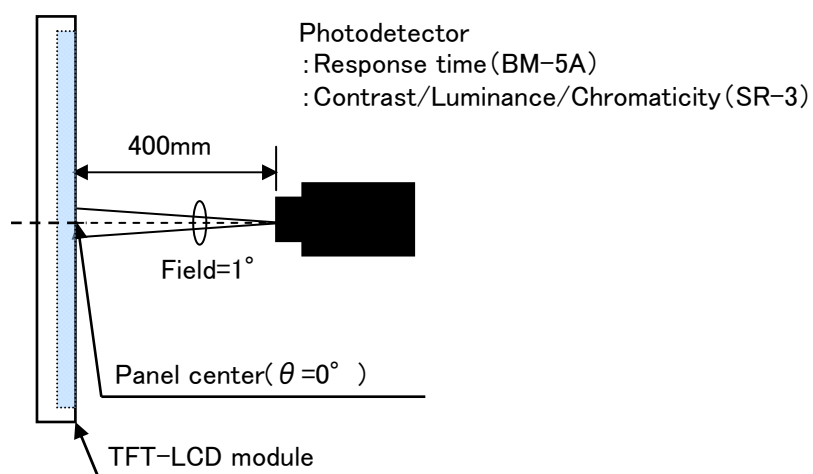 Photodetector
:Response time(BM-5A)
:Contrast/Luminance/Chromaticity(SR-3)
400mm
Field=1°
Panel center(θ=0° )
TFT-LCD module